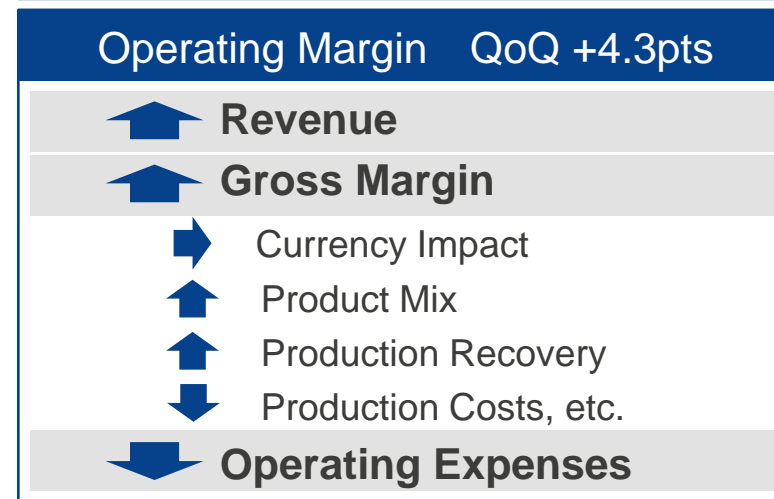 Operating Margin QoQ +4.3pts
Revenue
Gross Margin
Currency Impact
Product Mix
Production Recovery
Production Costs, etc.
Operating Expenses